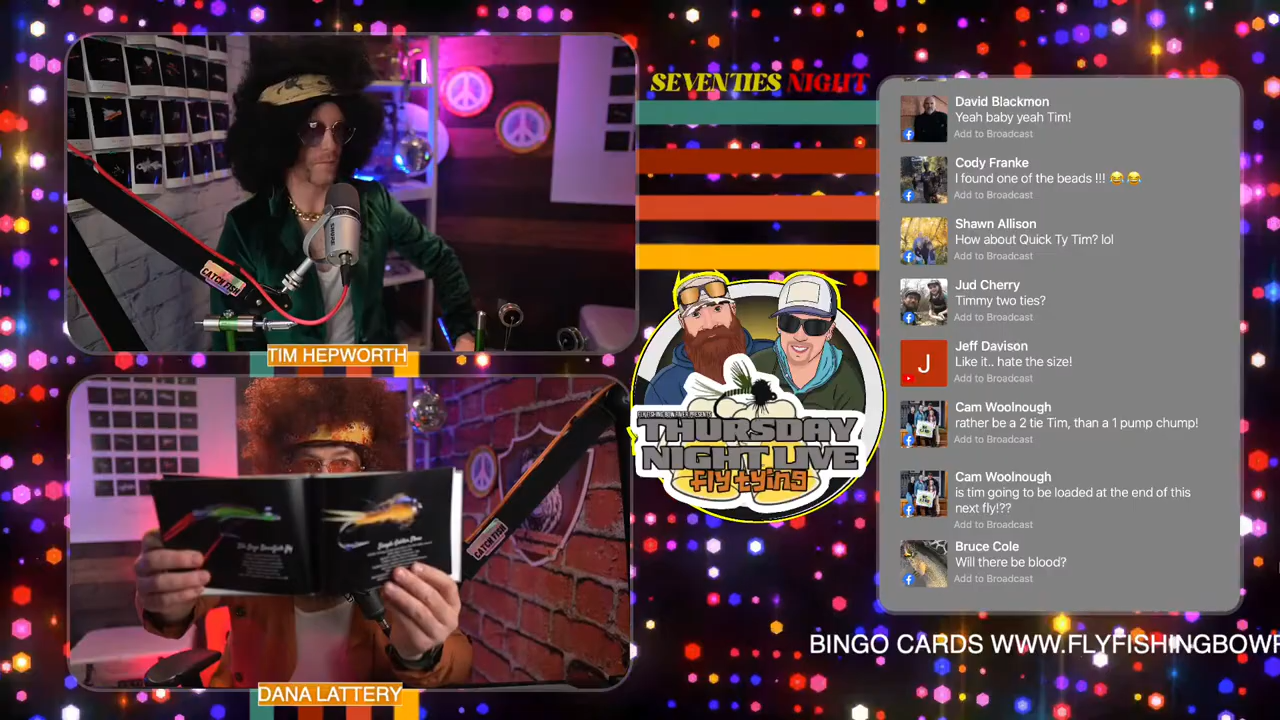 SEVENTIES NIGHT
David Blackmon
Yeah baby yeah Tim!
Add to Broadcast
Cody Franke
I found one of the beads !!! 😂 😂
Add to Broadcast
Shawn Allison
How about Quick Ty Tim? lol
Add to Broadcast
Jud Cherry
Timmy two ties?
Add to Broadcast
J
Jeff Davison
Like it.. hate the size!
Add to Broadcast
Cam Woolnough
rather be a 2 tie Tim, than a 1 pump chump!
Add to Broadcast
Cam Woolnough
is tim going to be loaded at the end of this
next fly!??
Add to Broadcast
Bruce Cole
Will there be blood?
Add to Broadcast
SHURE
CATCH FISH
TIM HEPWORTH
THURSDAY
NIGHT LIVE
fly tying
CATCH FISH
DANA LATTERY
BINGO CARDS WWW.FLYFISHINGBOWR